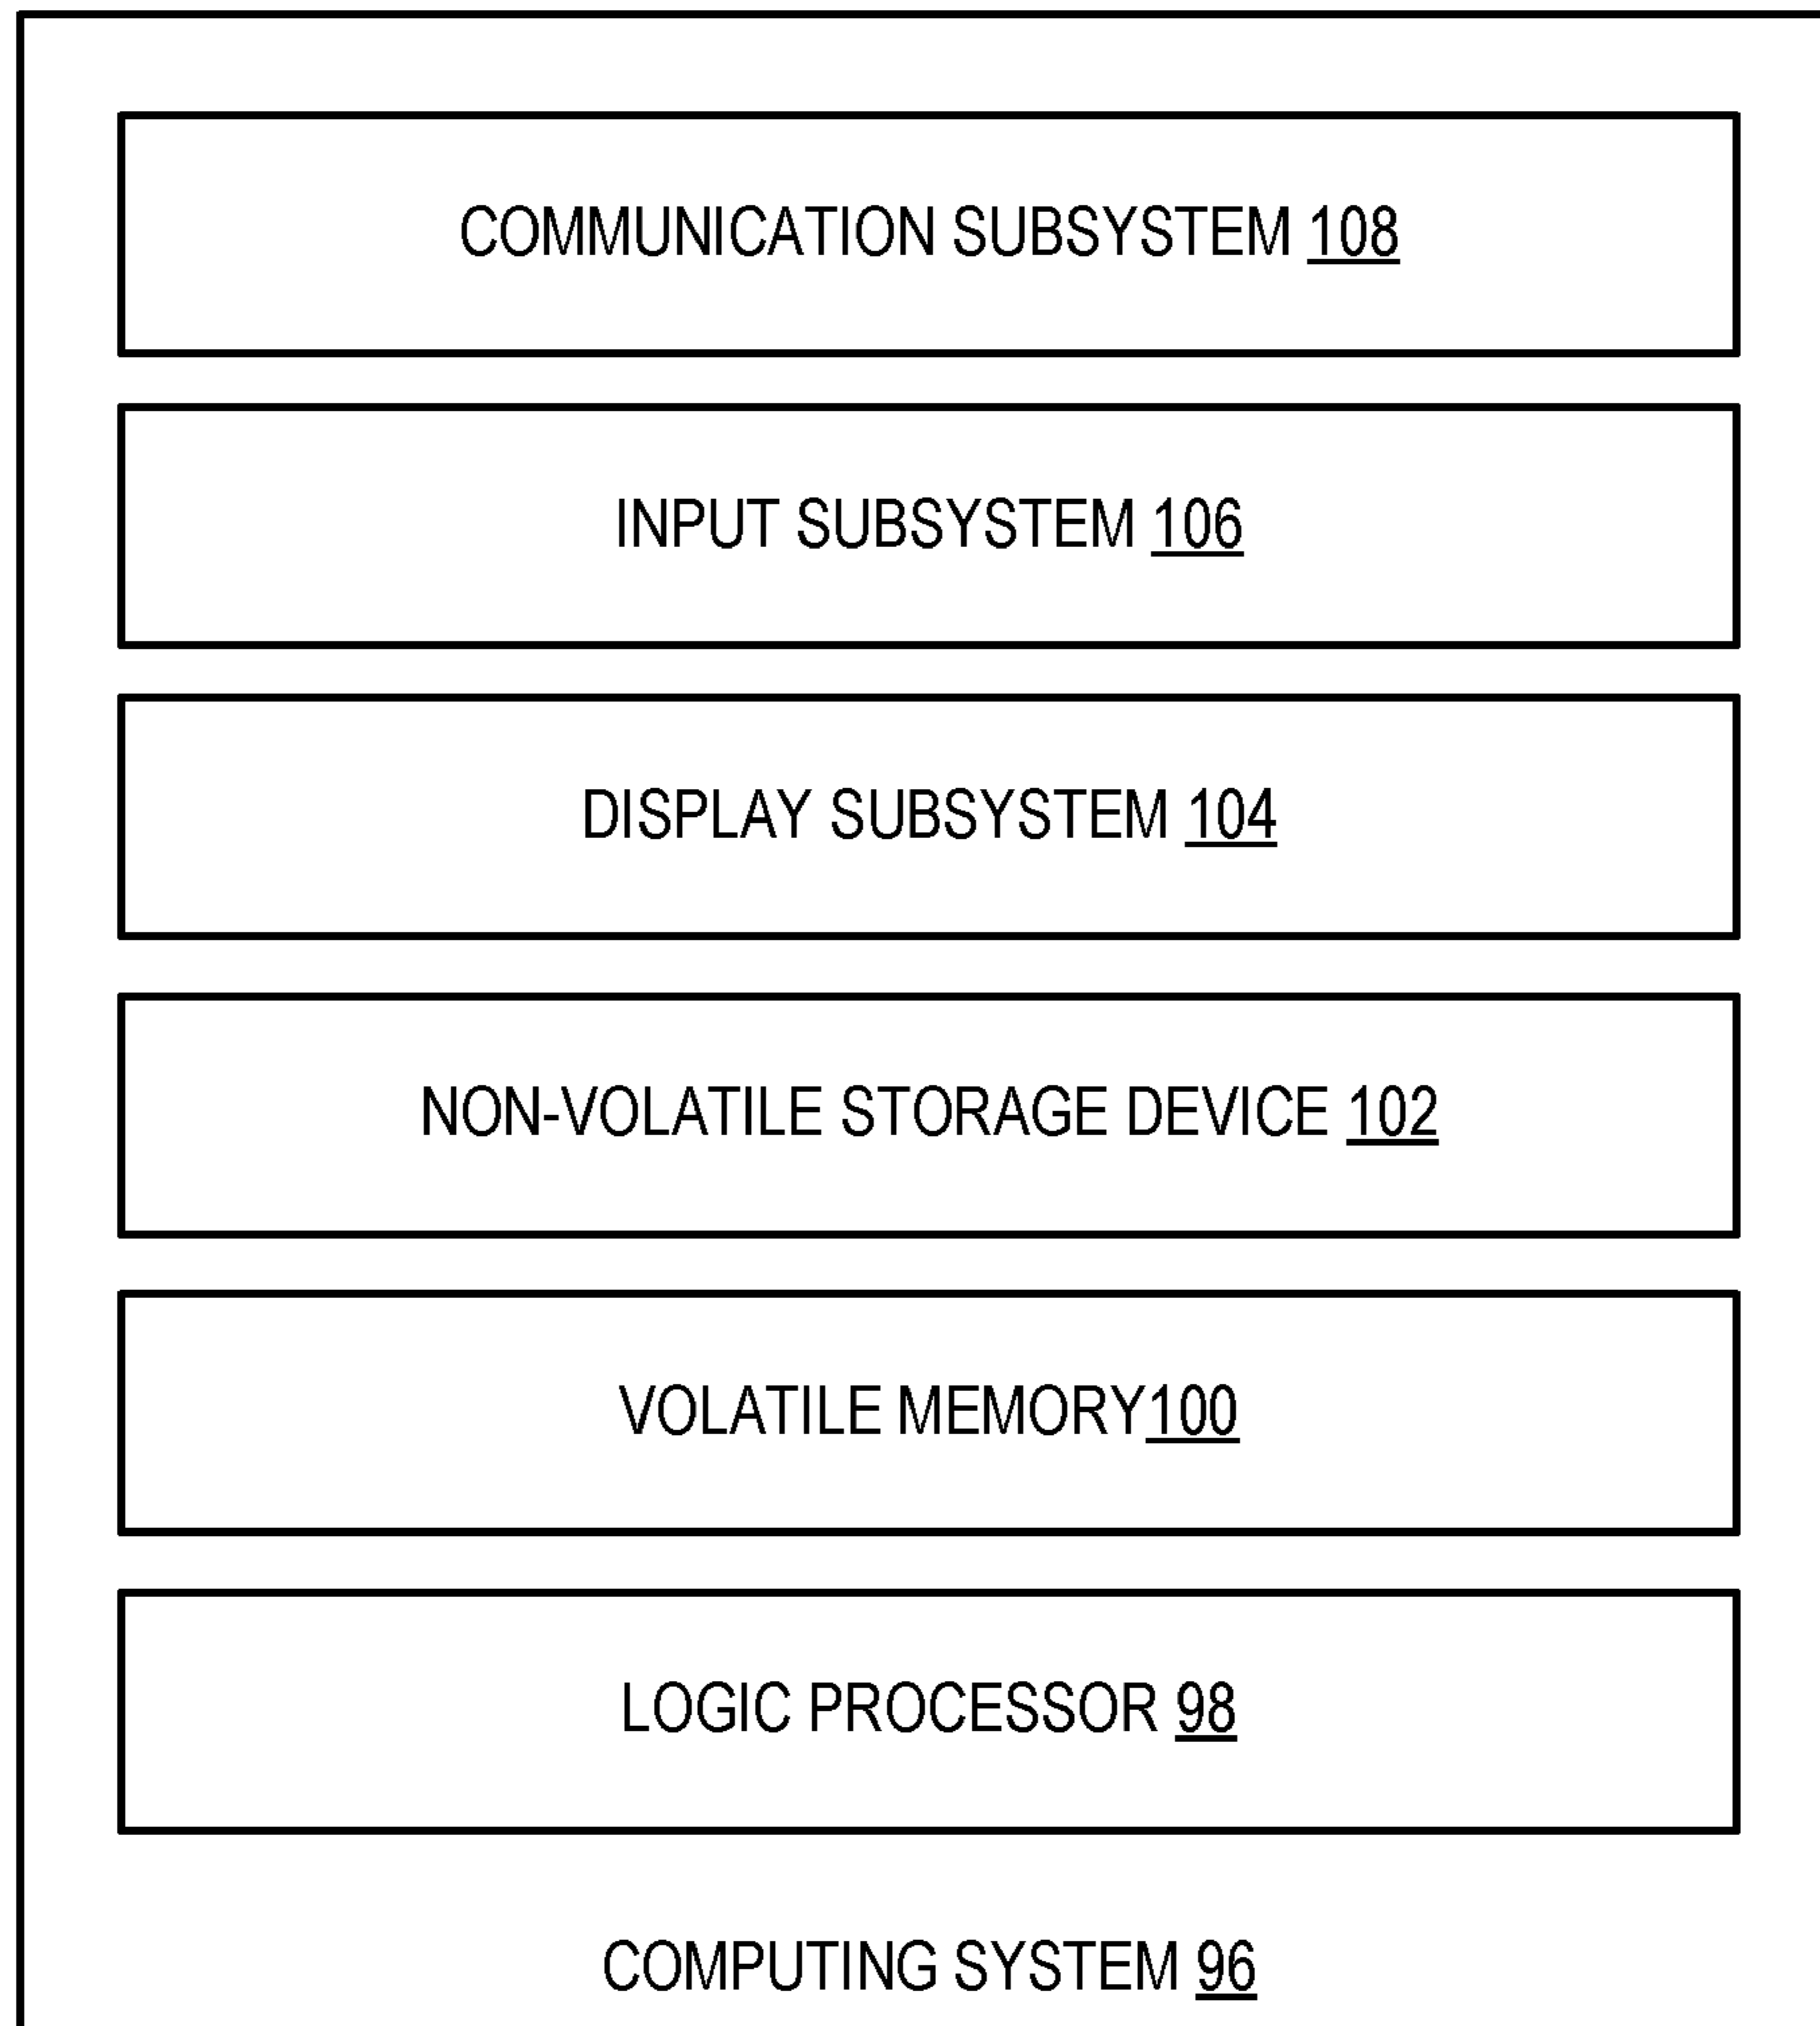 COMMUNICATION SUBSYSTEM 108
INPUT SUBSYSTEM 106
DISPLAY SUBSYSTEM 104
NON-VOLATILE STORAGE DEVICE 102
VOLATILE MEMORY100
LOGIC PROCESSOR 98
COMPUTING SYSTEM 96